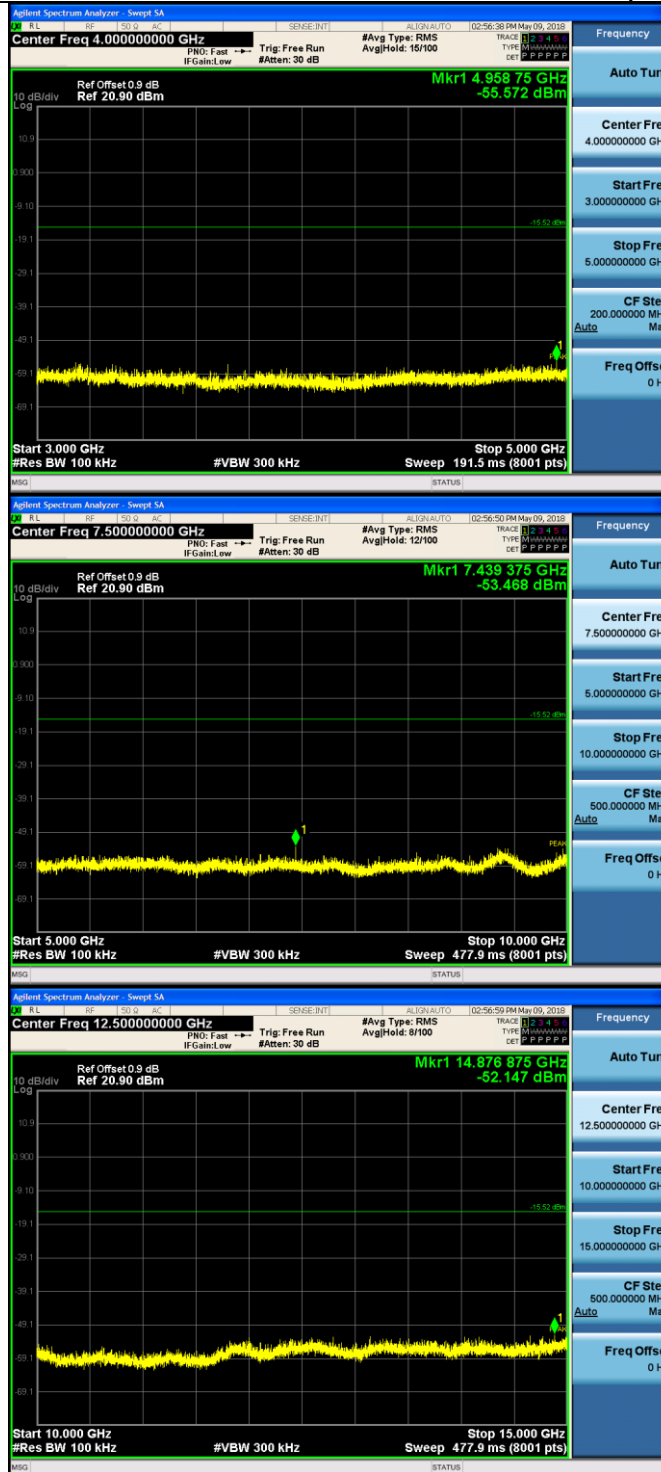 Agilent Spectrum Analyzer - Swept SA
RL RF 50 Ω AC SENSE:INT ALIGNAUTO 02:56:38 PM May 09, 2018
Center Freq 4.000000000 GHz #Avg Type: RMS TRACE 1 2 3 4 5 6
PNO: Fast Trig: Free Run Avg|Hold: 15/100 TYPE M
IFGain:Low #Atten: 30 dB DET P P P P P P
Frequency
Auto Tun
Mkr1 4.958 75 GHz
-55.572 dBm
Ref Offset 0.9 dB
10 dB/div Ref 20.90 dBm
Log
10.9
0.900
-9.10
-15.52 dBm
-19.1
-29.1
-39.1
-49.1
1
-59.1
-69.1
Start 3.000 GHz Stop 5.000 GHz
#Res BW 100 kHz #VBW 300 kHz Sweep 191.5 ms (8001 pts)
MSG STATUS
Center Fre
4.000000000 GH
Start Fre
3.000000000 GH
Stop Fre
5.000000000 GH
CF Ste
200.000000 MH
Auto Ma
Freq Offse
0 H
Agilent Spectrum Analyzer - Swept SA
RL RF 50 Ω AC SENSE:INT ALIGNAUTO 02:56:50 PM May 09, 2018
Center Freq 7.500000000 GHz #Avg Type: RMS TRACE 1 2 3 4 5 6
PNO: Fast Trig: Free Run Avg|Hold: 12/100 TYPE M
IFGain:Low #Atten: 30 dB DET P P P P P P
Frequency
Auto Tun
Mkr1 7.439 375 GHz
-53.468 dBm
Ref Offset 0.9 dB
10 dB/div Ref 20.90 dBm
Log
10.9
0.900
-9.10
-15.52 dBm
-19.1
-29.1
-39.1
-49.1
1
PEAK
-59.1
-69.1
Start 5.000 GHz Stop 10.000 GHz
#Res BW 100 kHz #VBW 300 kHz Sweep 477.9 ms (8001 pts)
MSG STATUS
Center Fre
7.500000000 GH
Start Fre
5.000000000 GH
Stop Fre
10.000000000 GH
CF Ste
500.000000 MH
Auto Ma
Freq Offse
0 H
Agilent Spectrum Analyzer - Swept SA
RL RF 50 Ω AC SENSE:INT ALIGNAUTO 02:56:59 PM May 09, 2018
Center Freq 12.500000000 GHz #Avg Type: RMS TRACE 1 2 3 4 5 6
PNO: Fast Trig: Free Run Avg|Hold: 8/100 TYPE M
IFGain:Low #Atten: 30 dB DET P P P P P P
Frequency
Auto Tun
Mkr1 14.876 875 GHz
-52.147 dBm
Ref Offset 0.9 dB
10 dB/div Ref 20.90 dBm
Log
10.9
0.900
-9.10
-15.52 dBm
-19.1
-29.1
-39.1
-49.1
1
-59.1
-69.1
Start 10.000 GHz Stop 15.000 GHz
#Res BW 100 kHz #VBW 300 kHz Sweep 477.9 ms (8001 pts)
MSG STATUS
Center Fre
12.500000000 GH
Start Fre
10.000000000 GH
Stop Fre
15.000000000 GH
CF Ste
500.000000 MH
Auto Ma
Freq Offse
0 H